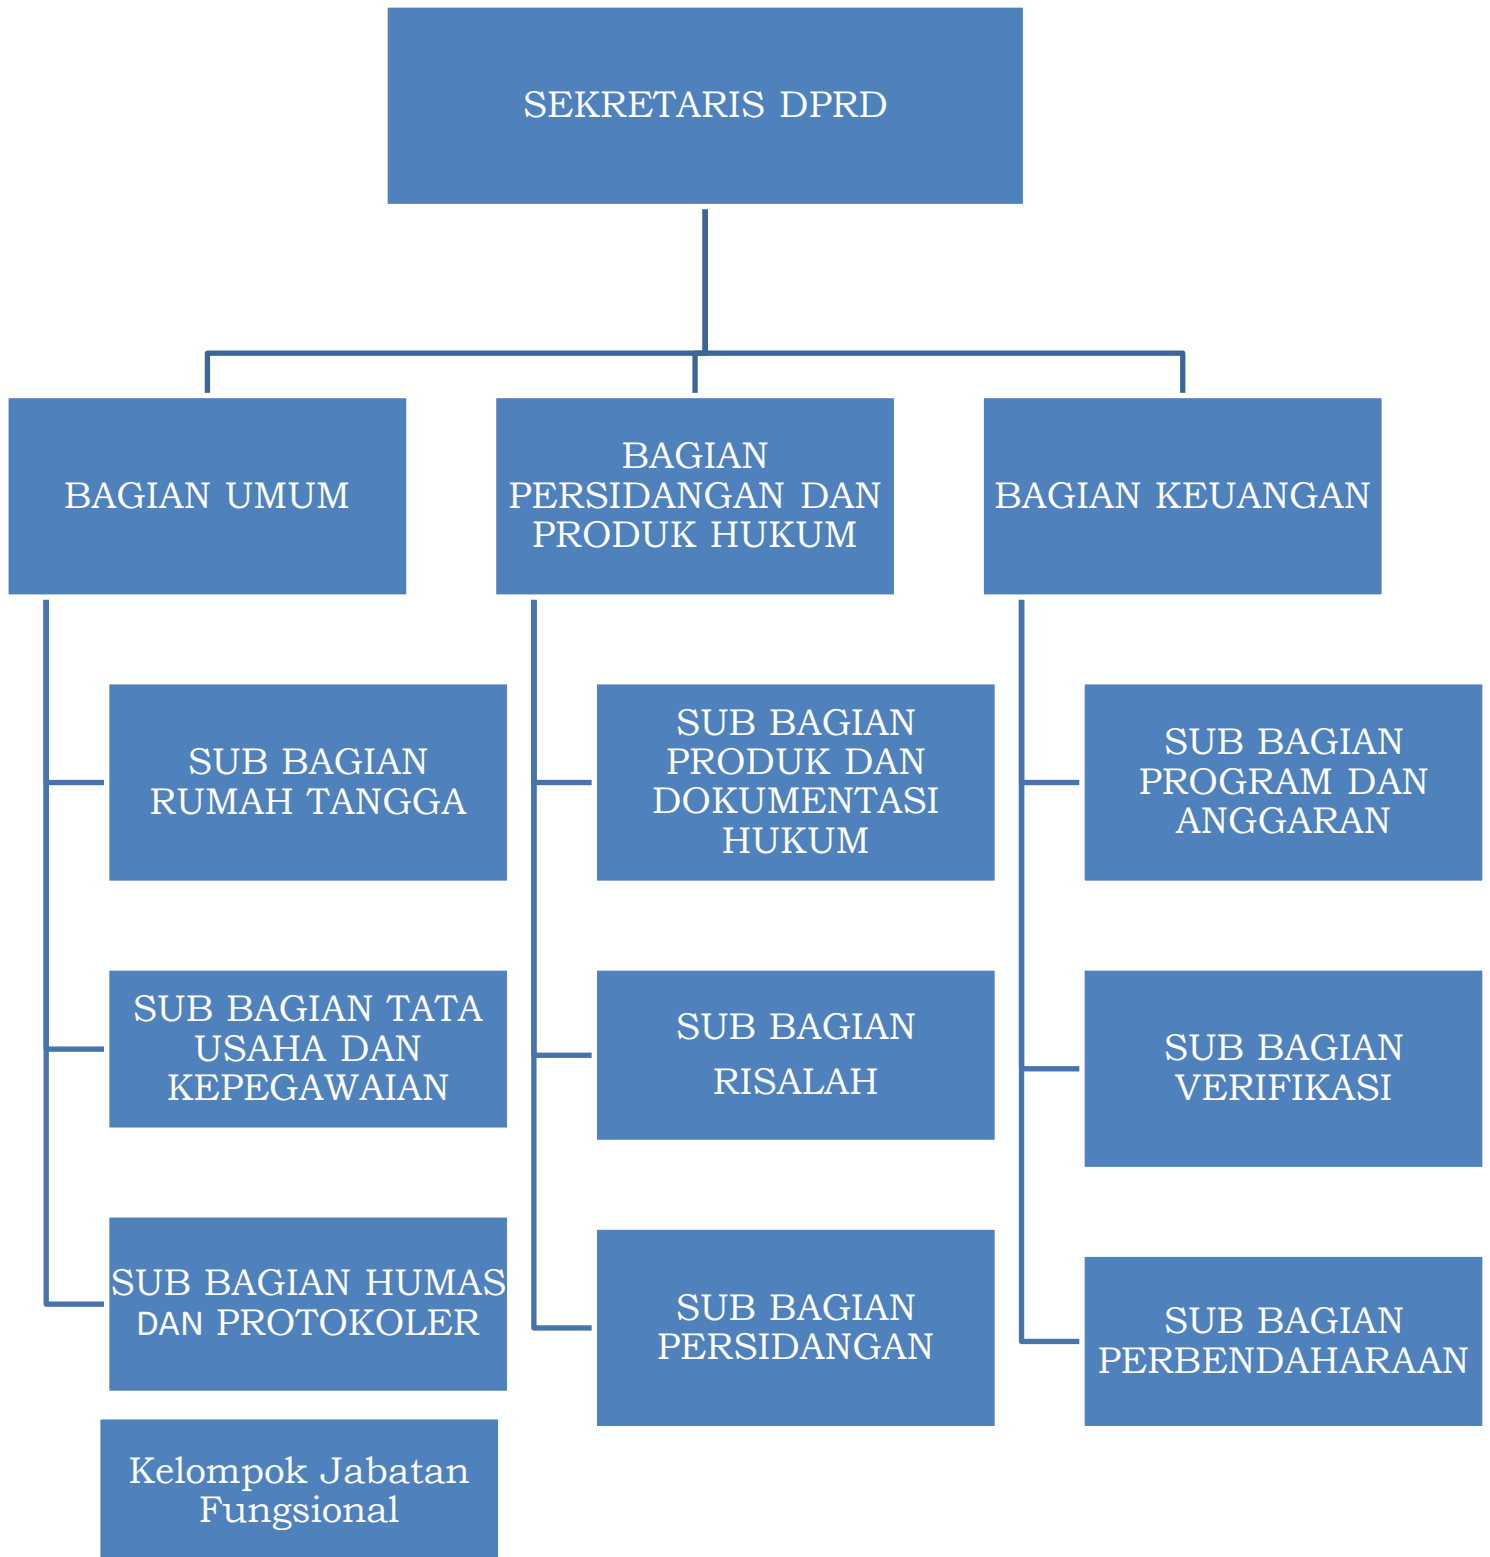 SEKRETARIS DPRD
BAGIAN UMUM
BAGIAN
PERSIDANGAN DAN
PRODUK HUKUM
BAGIAN KEUANGAN
SUB BAGIAN
RUMAH TANGGA
SUB BAGIAN
PRODUK DAN
DOKUMENTASI
HUKUM
SUB BAGIAN
PROGRAM DAN
ANGGARAN
SUB BAGIAN TATA
USAHA DAN
KEPEGAWAIAN
SUB BAGIAN
RISALAH
SUB BAGIAN
VERIFIKASI
SUB BAGIAN HUMAS
DAN PROTOKOLER
SUB BAGIAN
PERSIDANGAN
SUB BAGIAN
PERBENDAHARAAN
Kelompok Jabatan
Fungsional